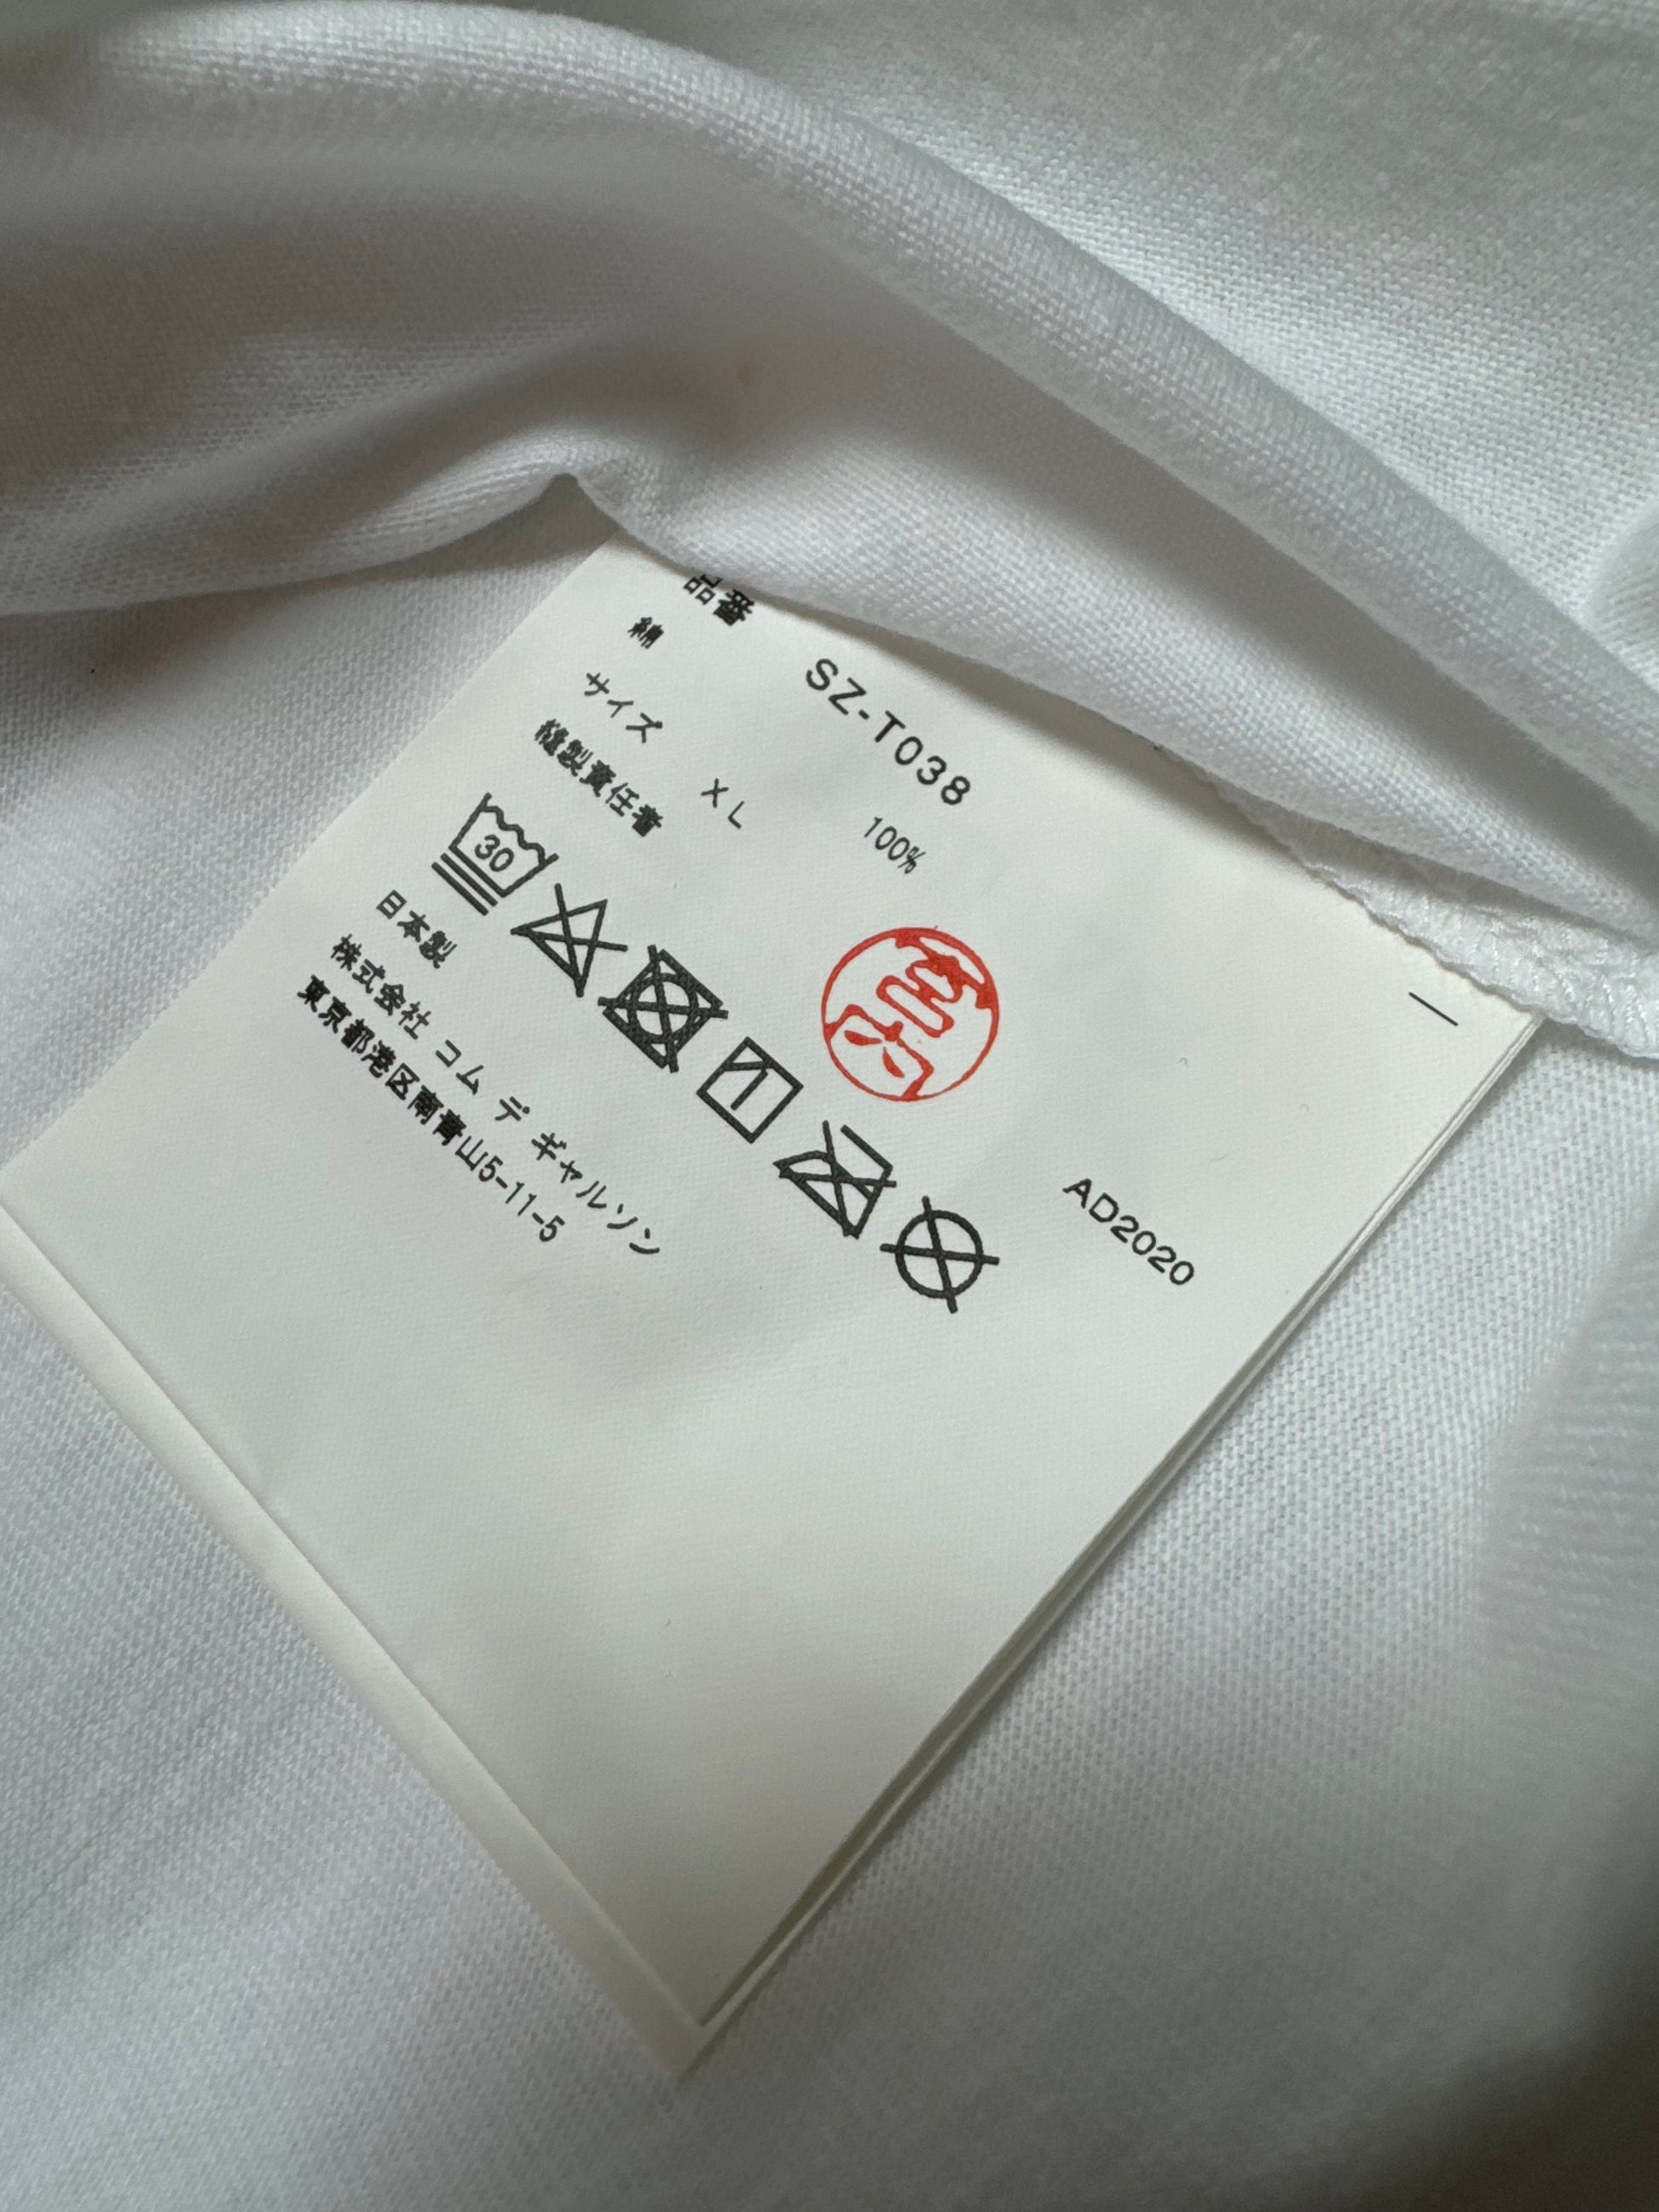 品番 SZ-T038
綿 100%
サイズ XL
縫製責任者
30
日本製 AD2020
株式会社 コム デ ギャルソン
東京都港区南青山5-11-5